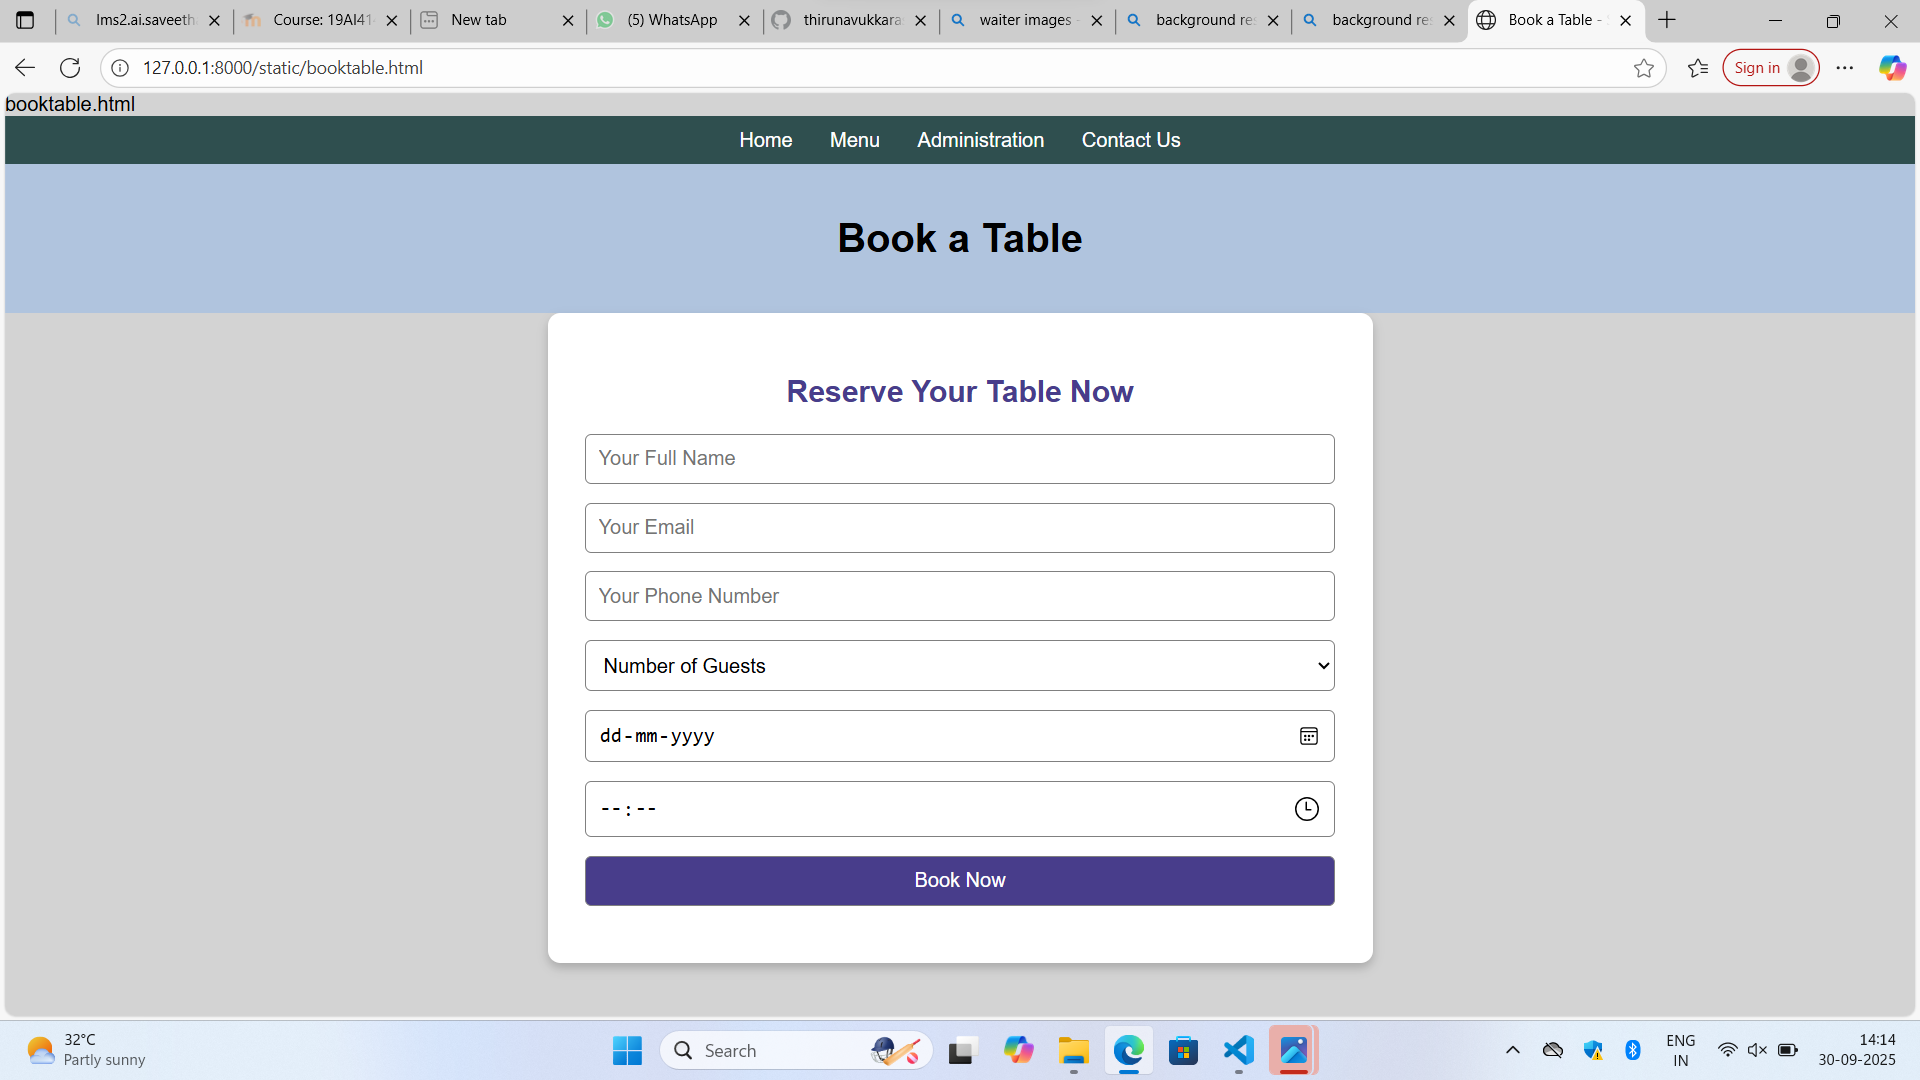 lms2.ai.saveeth
Course: 19AI41
New tab
(5) WhatsApp
thirunavukkaras
waiter images -
background res
background res
Book a Table - S
127.0.0.1:8000/static/booktable.html
Sign in
booktable.html
Home Menu Administration Contact Us
Book a Table
Reserve Your Table Now
Your Full Name
Your Email
Your Phone Number
Number of Guests
dd-mm-yyyy
--:--
Book Now
32°C
Partly sunny
Search
ENG
IN
14:14
30-09-2025